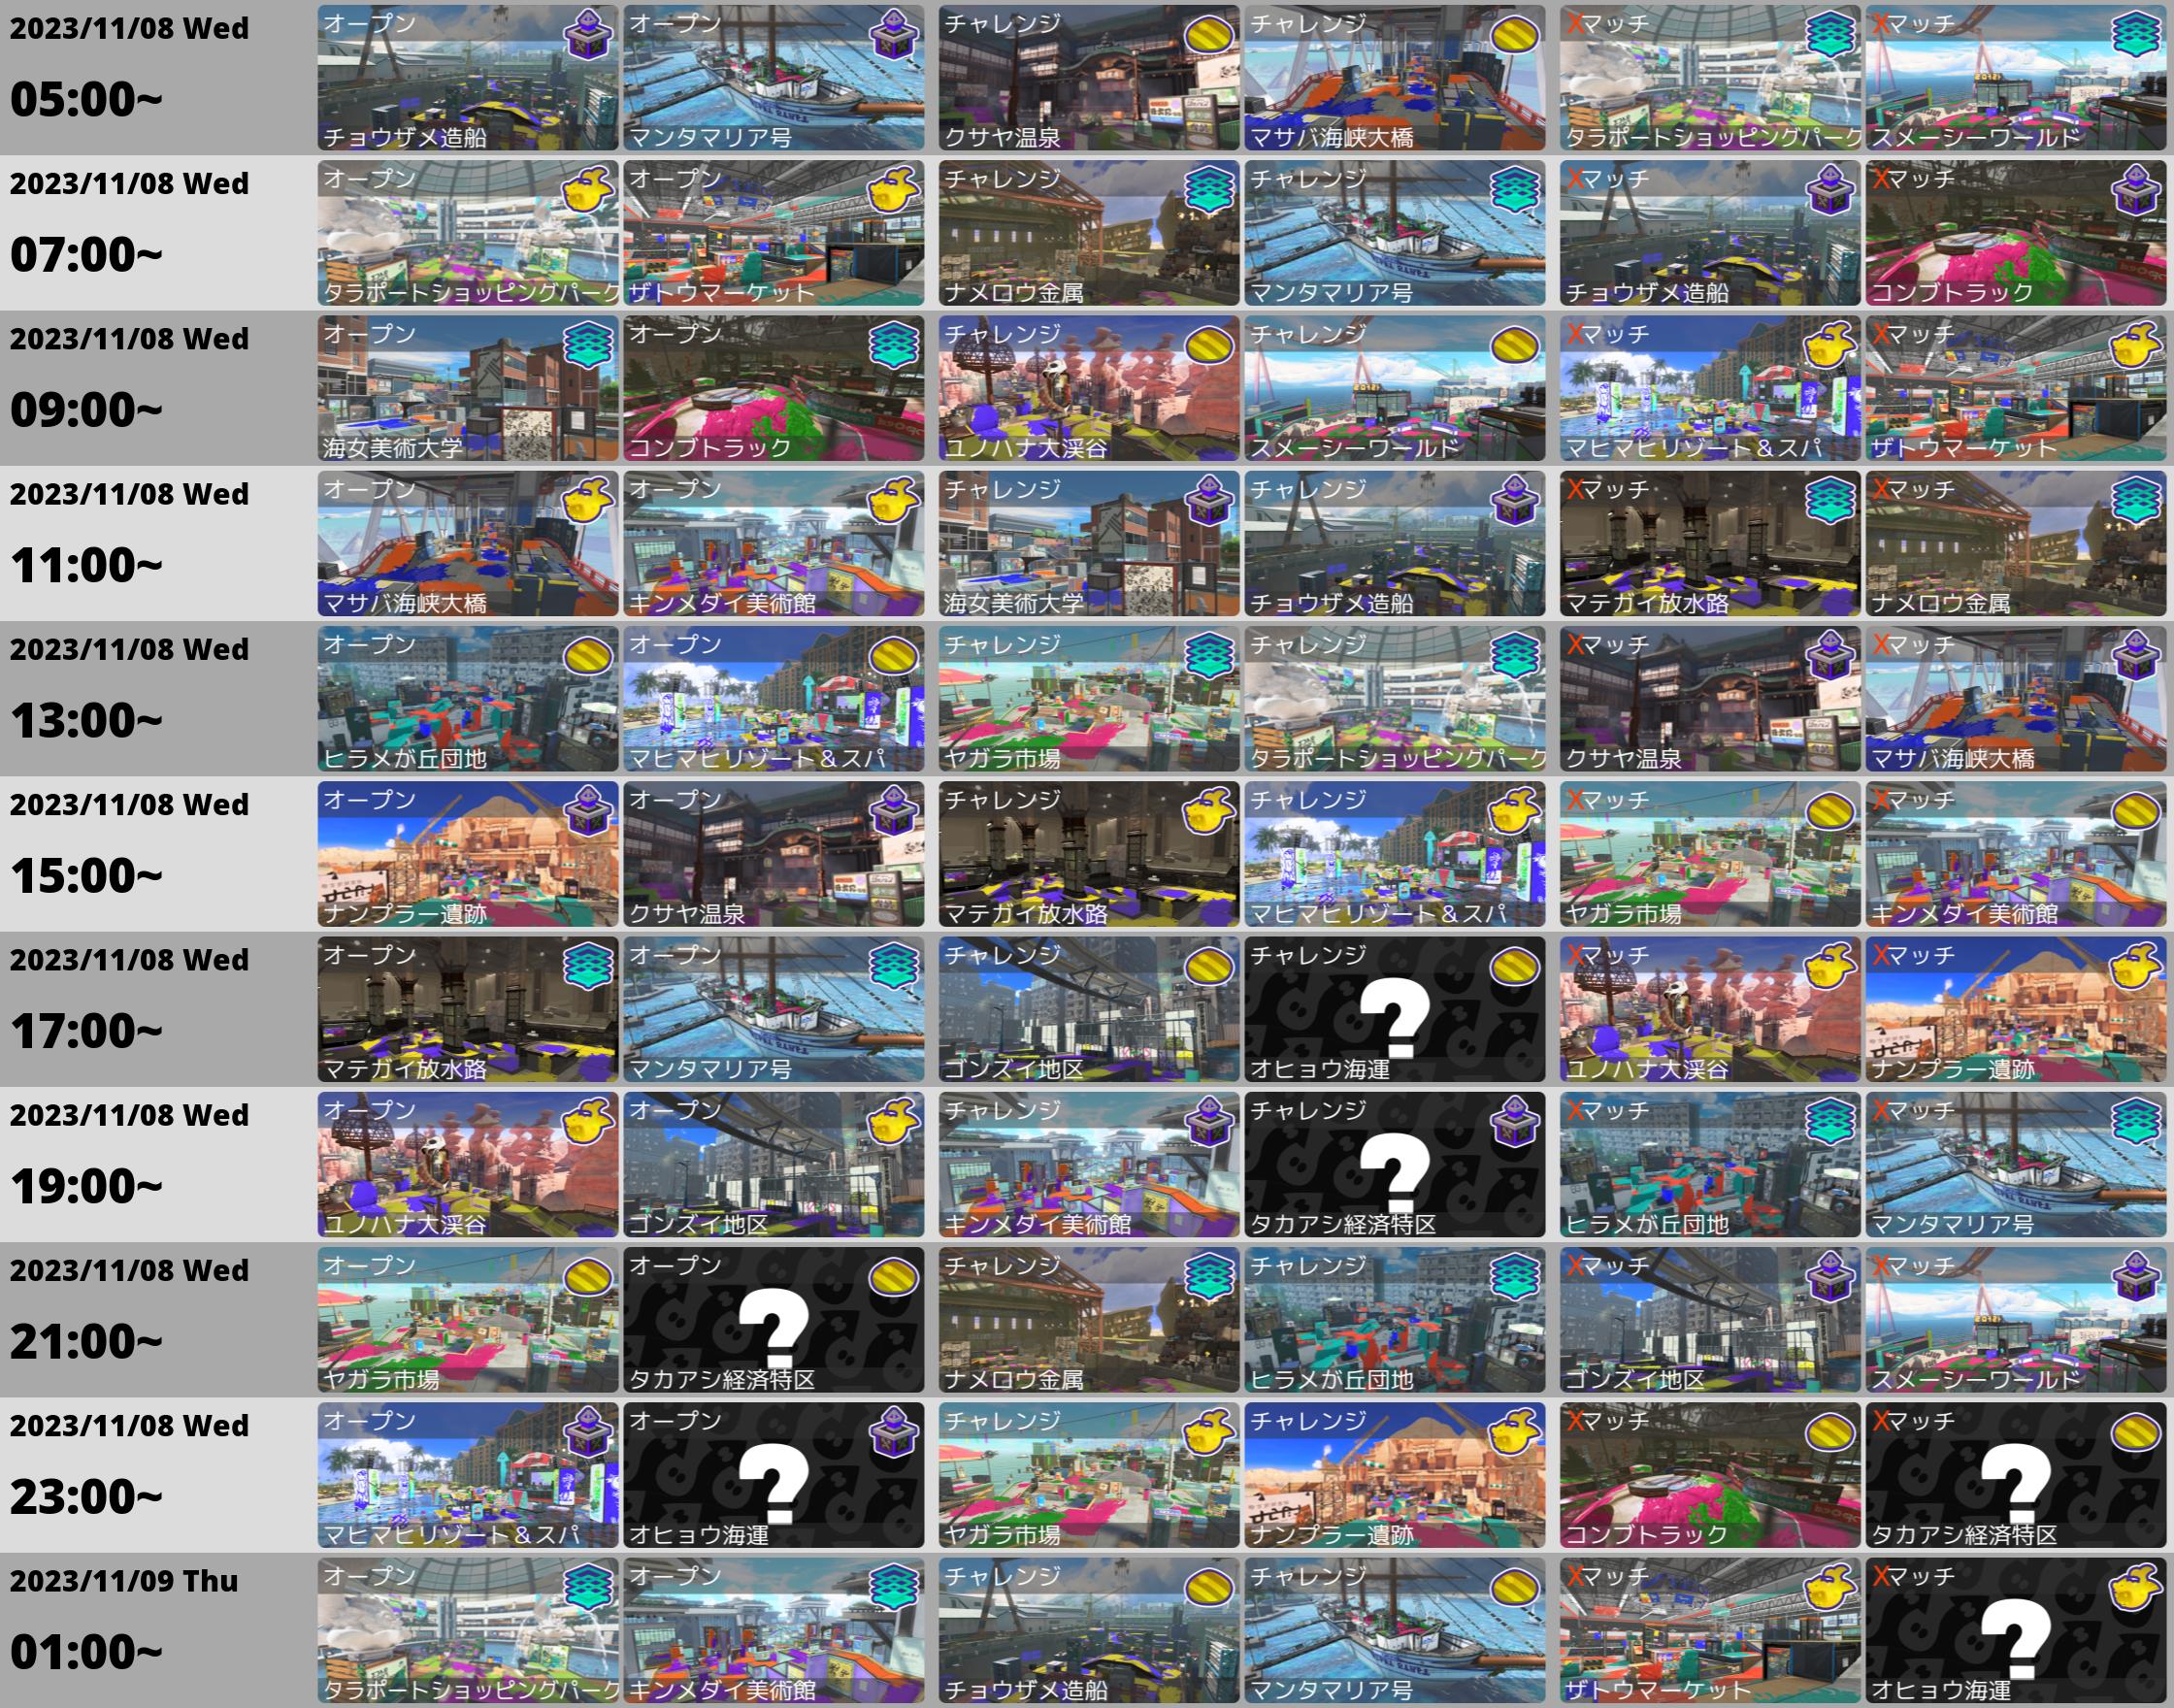 2023/11/08 Wed
05:00~
オープン
チョウザメ造船
オープン
マンタマリア号
チャレンジ
クサヤ温泉
チャレンジ
マサバ海峡大橋
Xマッチ
タラポートショッピングパーク
Xマッチ
スメーシーワールド
2023/11/08 Wed
07:00~
オープン
タラポートショッピングパーク
オープン
ザトウマーケット
チャレンジ
ナメロウ金属
チャレンジ
マンタマリア号
Xマッチ
チョウザメ造船
Xマッチ
コンブトラック
2023/11/08 Wed
09:00~
オープン
海女美術大学
オープン
コンブトラック
チャレンジ
ユノハナ大渓谷
チャレンジ
スメーシーワールド
Xマッチ
マヒマヒリゾート＆スパ
Xマッチ
ザトウマーケット
2023/11/08 Wed
11:00~
オープン
マサバ海峡大橋
オープン
キンメダイ美術館
チャレンジ
海女美術大学
チャレンジ
チョウザメ造船
Xマッチ
マテガイ放水路
Xマッチ
ナメロウ金属
2023/11/08 Wed
13:00~
オープン
ヒラメが丘団地
オープン
マヒマヒリゾート＆スパ
チャレンジ
ヤガラ市場
チャレンジ
タラポートショッピングパーク
Xマッチ
クサヤ温泉
Xマッチ
マサバ海峡大橋
2023/11/08 Wed
15:00~
オープン
ナンプラー遺跡
オープン
クサヤ温泉
チャレンジ
マテガイ放水路
チャレンジ
マヒマヒリゾート＆スパ
Xマッチ
ヤガラ市場
Xマッチ
キンメダイ美術館
2023/11/08 Wed
17:00~
オープン
マテガイ放水路
オープン
マンタマリア号
チャレンジ
ゴンズイ地区
チャレンジ
?
オヒョウ海運
Xマッチ
ユノハナ大渓谷
Xマッチ
ナンプラー遺跡
2023/11/08 Wed
19:00~
オープン
ユノハナ大渓谷
オープン
ゴンズイ地区
チャレンジ
キンメダイ美術館
チャレンジ
?
タカアシ経済特区
Xマッチ
ヒラメが丘団地
Xマッチ
マンタマリア号
2023/11/08 Wed
21:00~
オープン
ヤガラ市場
オープン
?
タカアシ経済特区
チャレンジ
ナメロウ金属
チャレンジ
ヒラメが丘団地
Xマッチ
ゴンズイ地区
Xマッチ
スメーシーワールド
2023/11/08 Wed
23:00~
オープン
マヒマヒリゾート＆スパ
オープン
?
オヒョウ海運
チャレンジ
ヤガラ市場
チャレンジ
ナンプラー遺跡
Xマッチ
コンブトラック
Xマッチ
?
タカアシ経済特区
2023/11/09 Thu
01:00~
オープン
タラポートショッピングパーク
オープン
キンメダイ美術館
チャレンジ
チョウザメ造船
チャレンジ
マンタマリア号
Xマッチ
ザトウマーケット
Xマッチ
?
オヒョウ海運